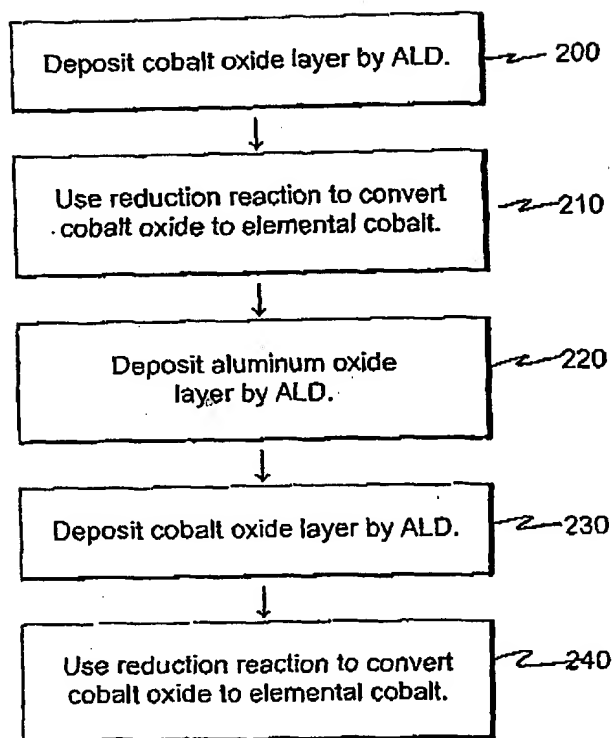 Deposit cobalt oxide layer by ALD.
200
Use reduction reaction to convert
cobalt oxide to elemental cobalt.
210
Deposit aluminum oxide
layer by ALD.
220
Deposit cobalt oxide layer by ALD.
230
Use reduction reaction to convert
cobalt oxide to elemental cobalt.
240